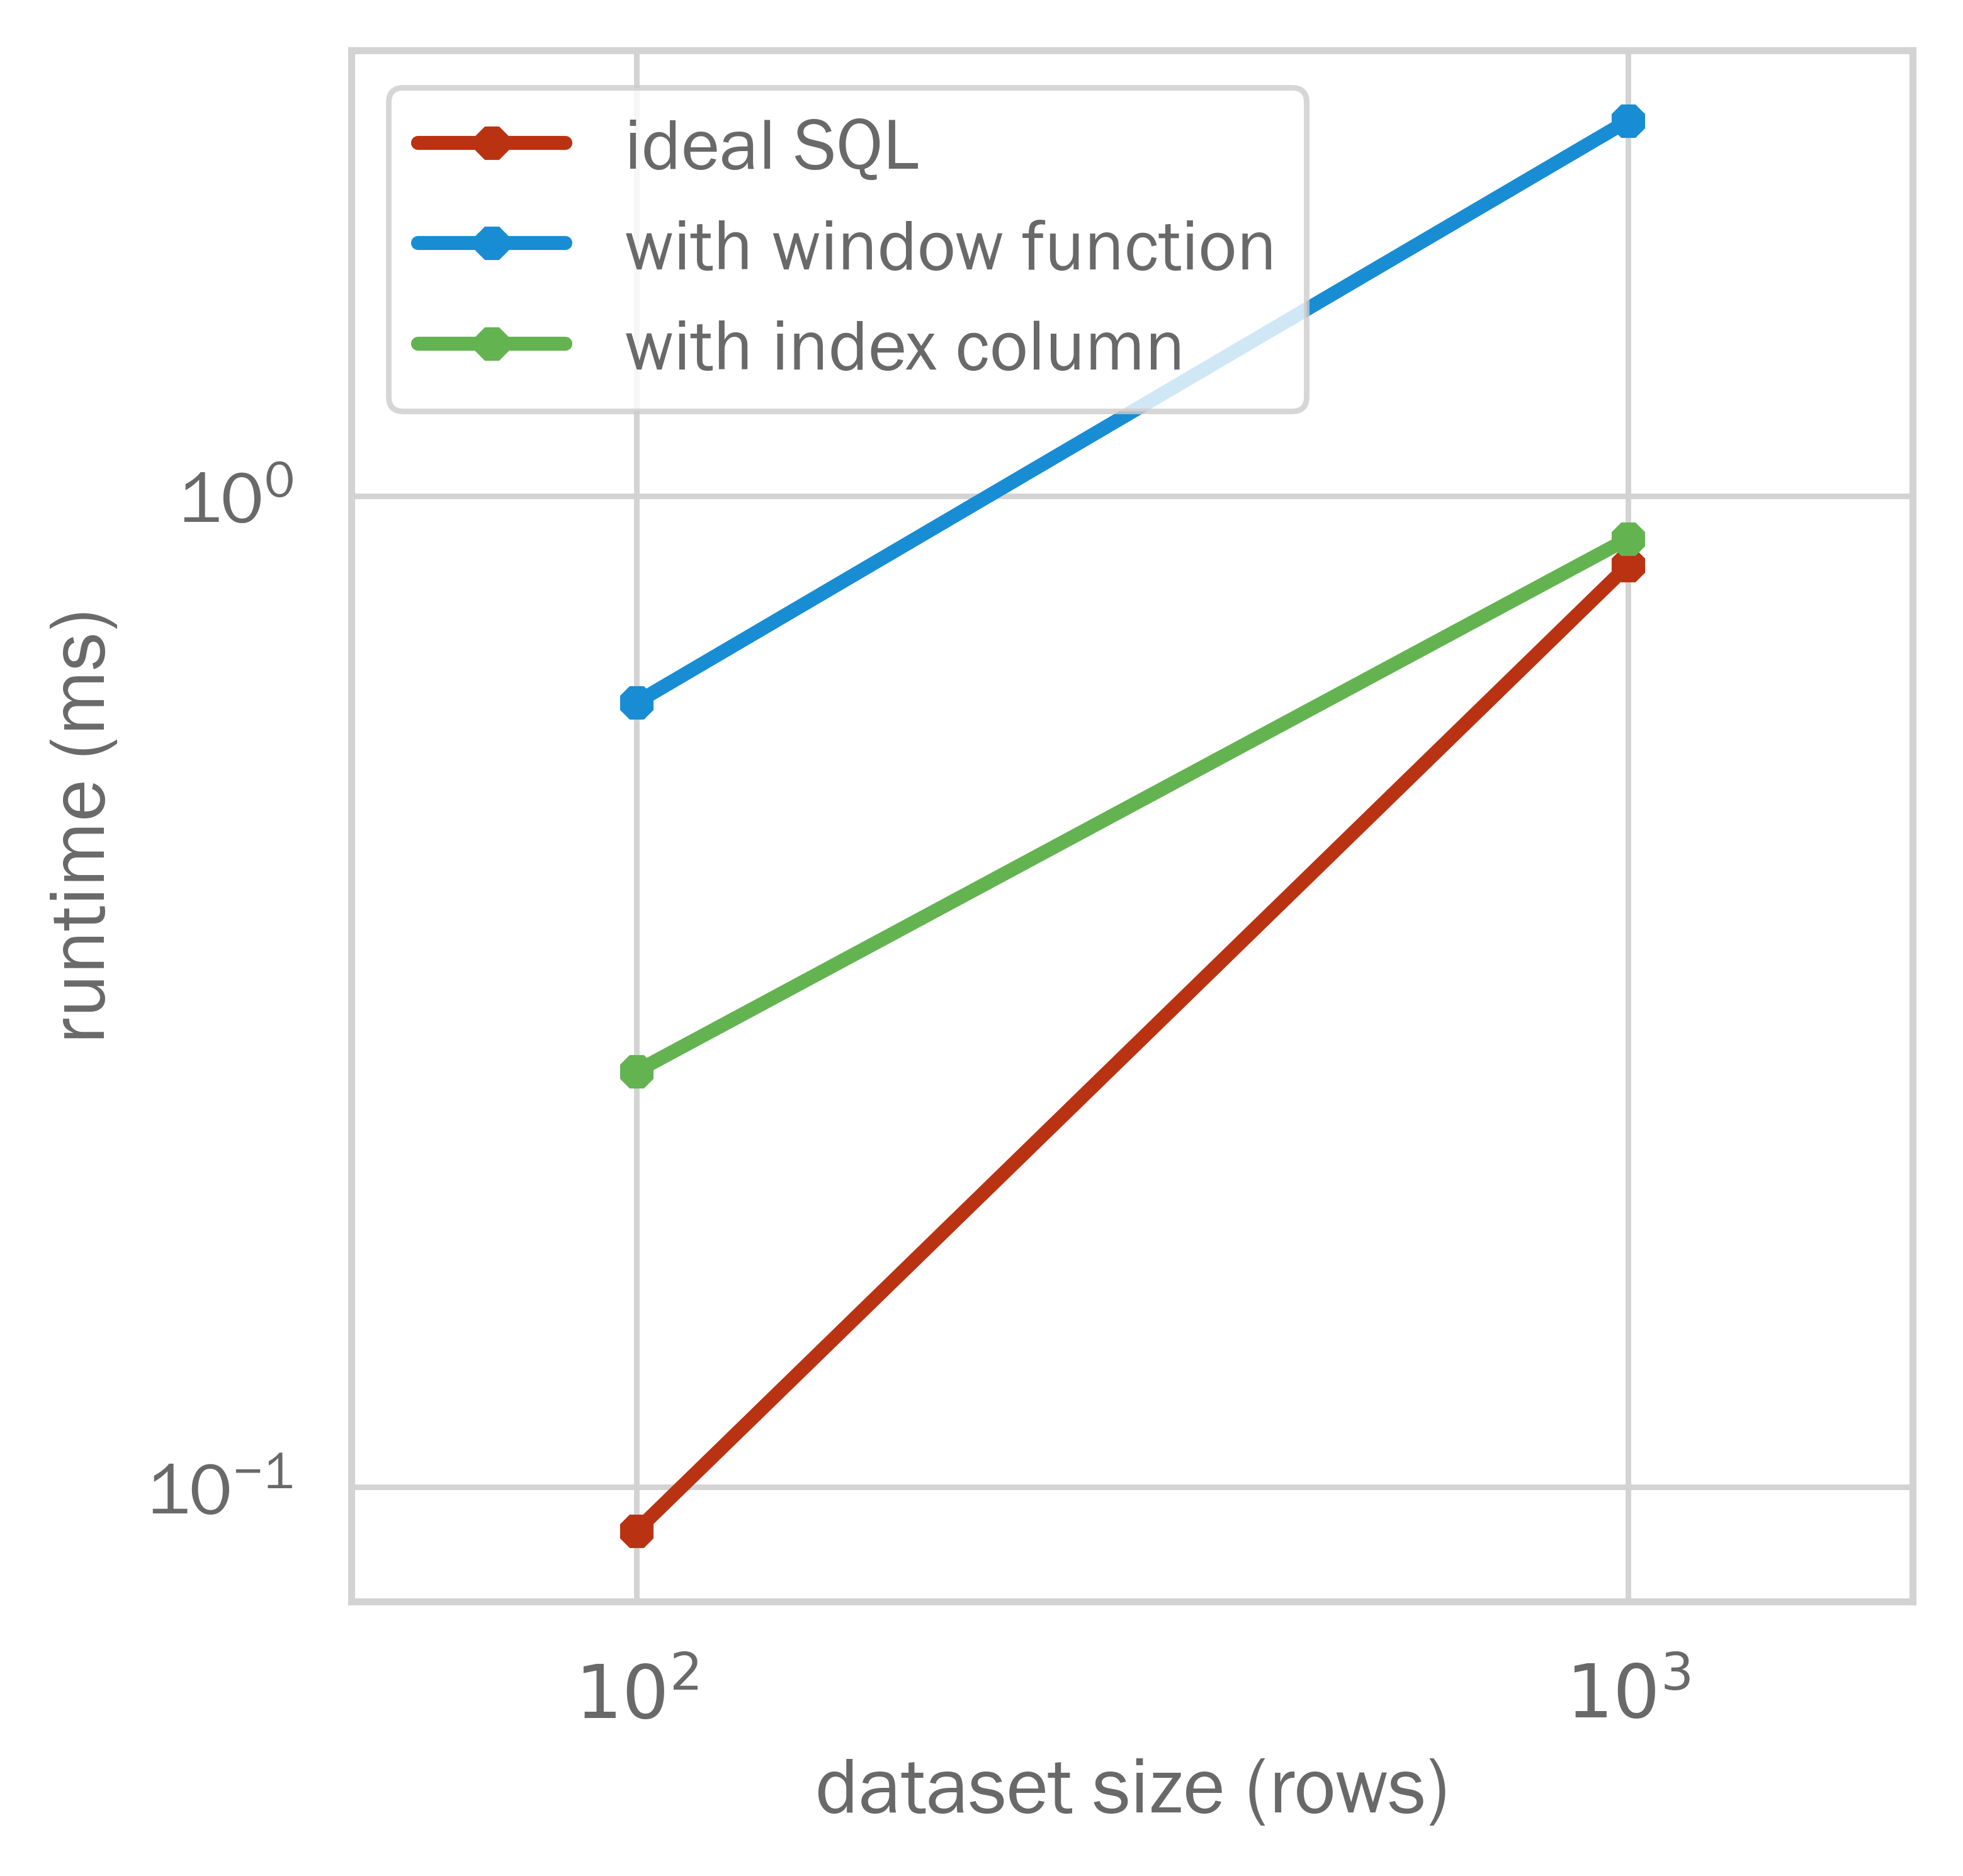 ideal SQL
with window function
with index column
10⁰
runtime (ms)
10⁻¹
10² 10³
dataset size (rows)